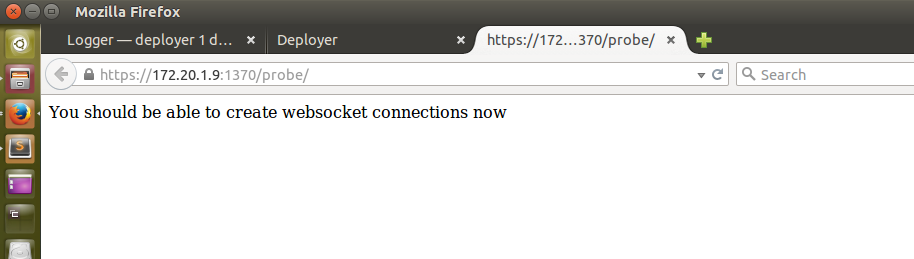 Mozilla Firefox
Logger — deployer 1 d... Deployer https://172...370/probe/
https://172.20.1.9:1370/probe/ Search
You should be able to create websocket connections now